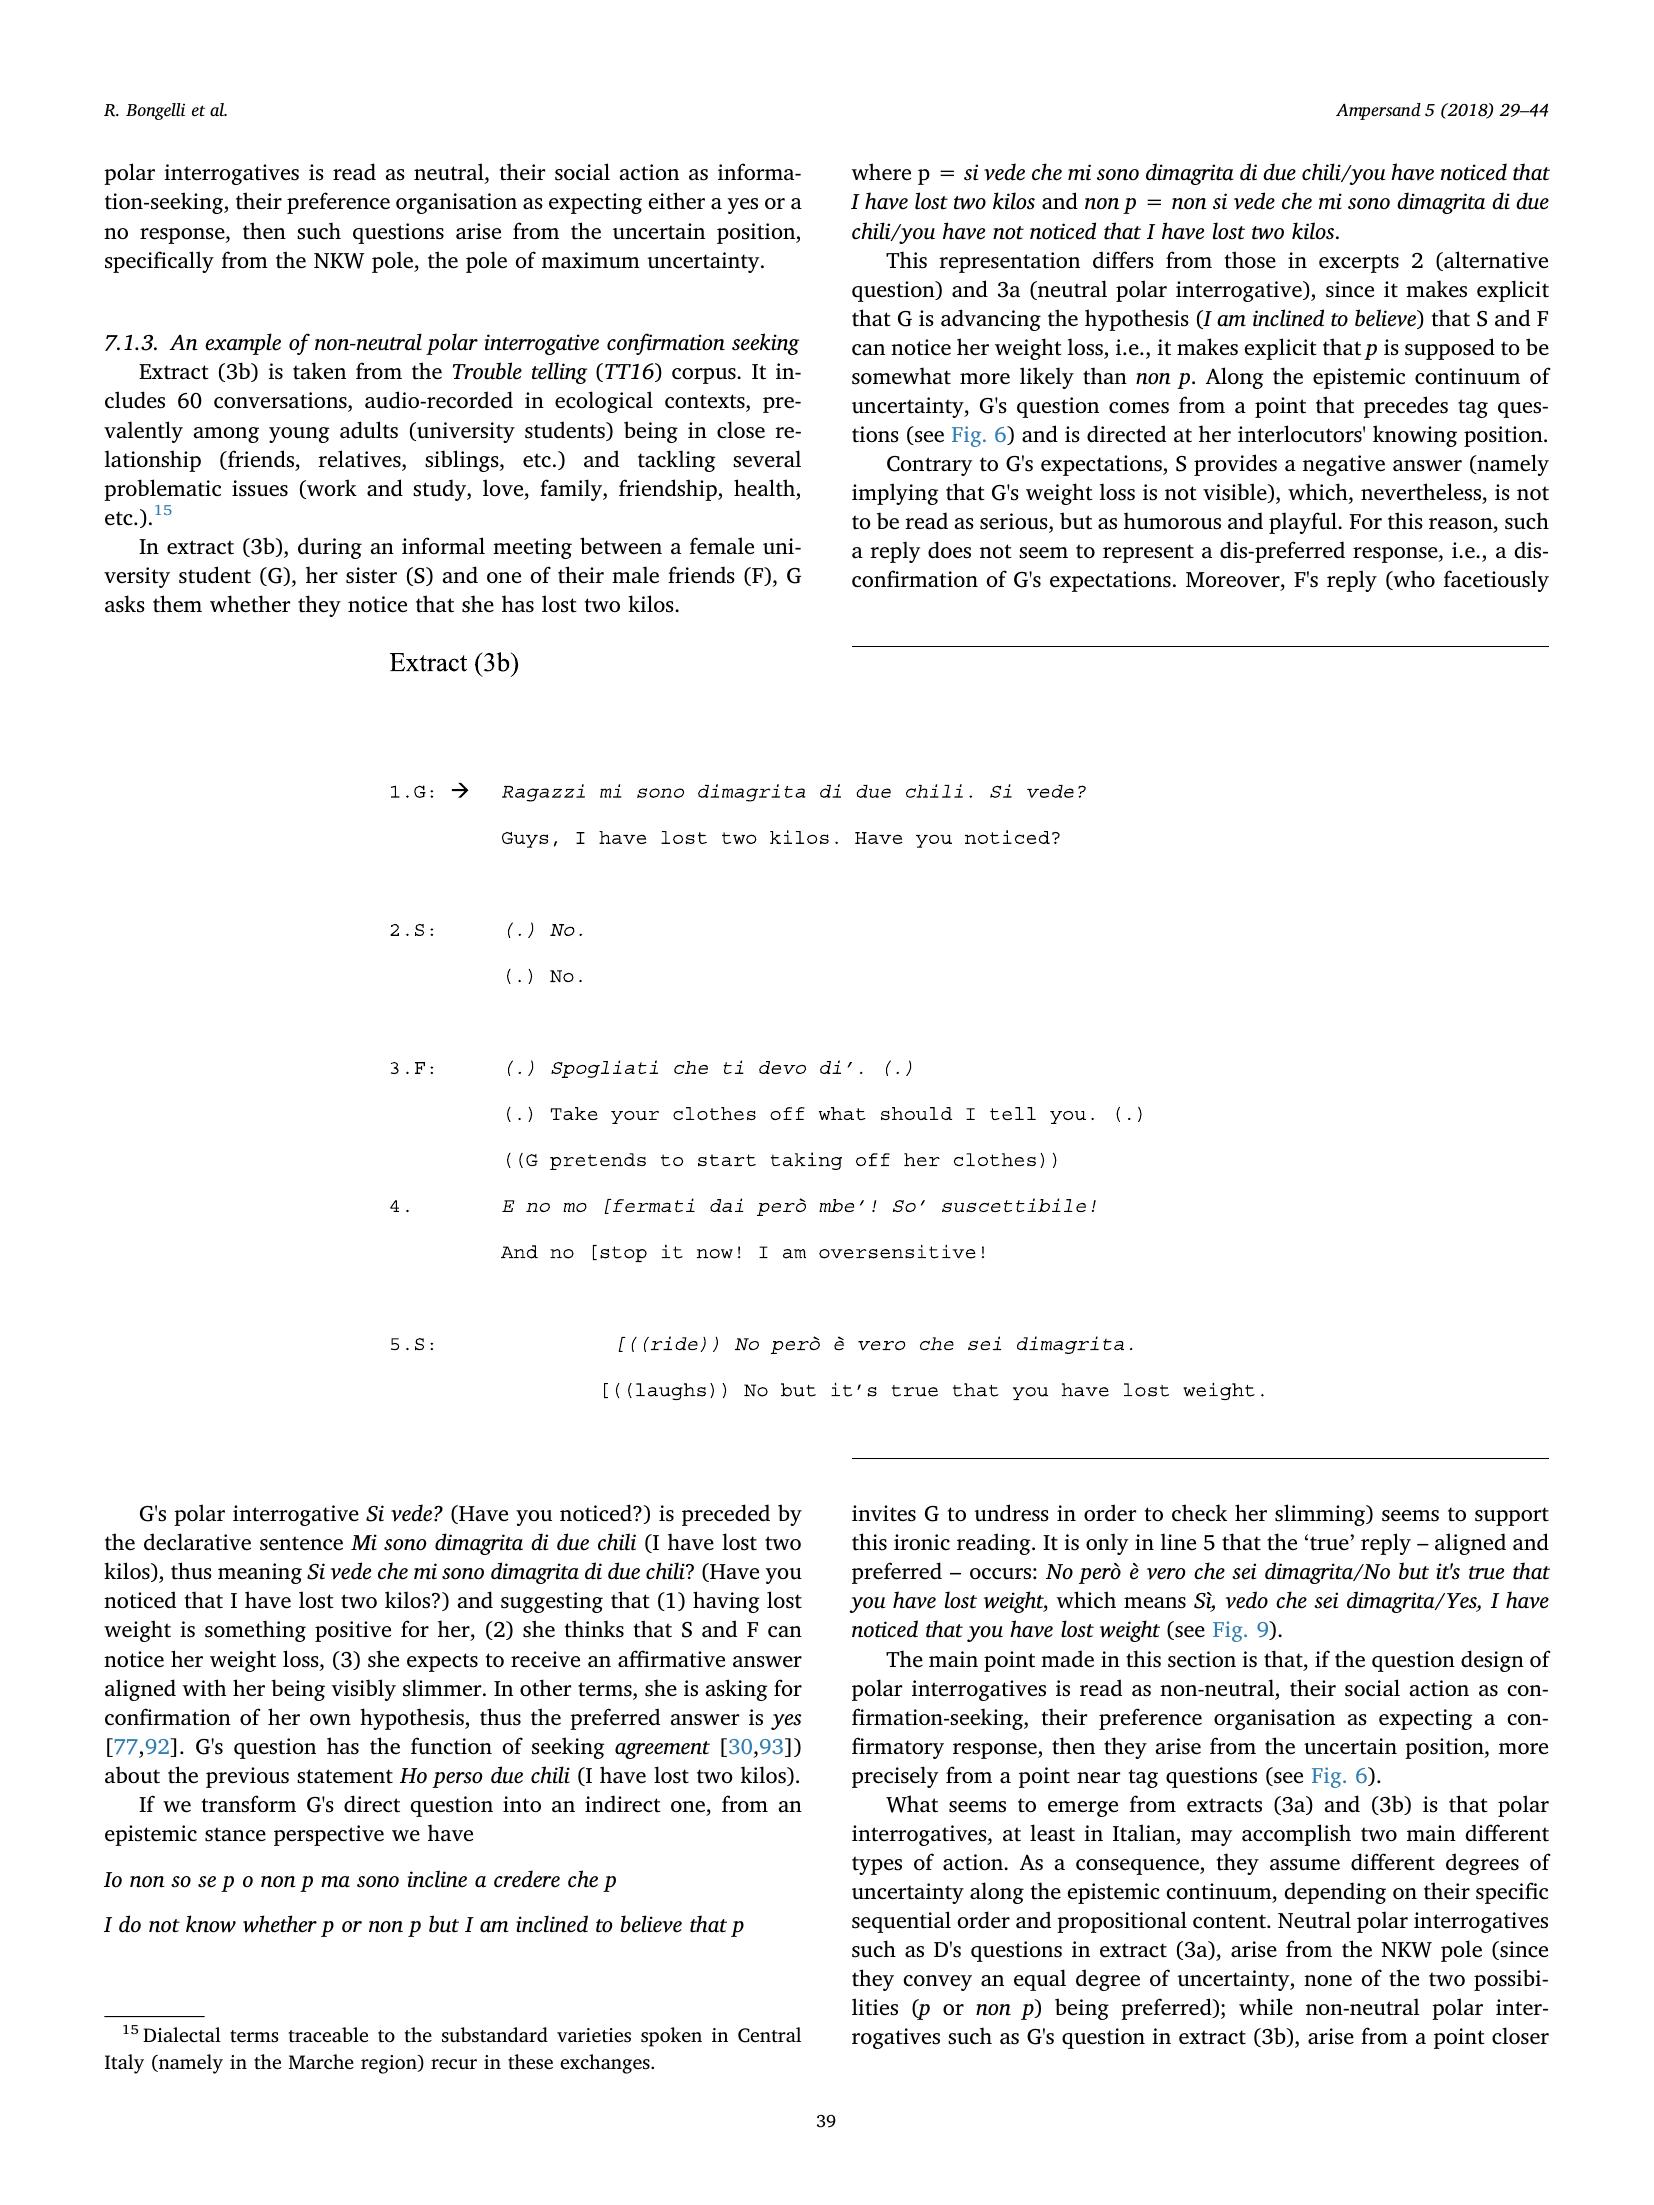 R. Bongelli et al.
Ampersand 5 (2018) 29–44
polar interrogatives is read as neutral, their social action as informa-
tion-seeking, their preference organisation as expecting either a yes or a
no response, then such questions arise from the uncertain position,
specifically from the NKW pole, the pole of maximum uncertainty.
7.1.3. An example of non-neutral polar interrogative confirmation seeking
Extract (3b) is taken from the Trouble telling (TT16) corpus. It in-
cludes 60 conversations, audio-recorded in ecological contexts, pre-
valently among young adults (university students) being in close re-
lationship (friends, relatives, siblings, etc.) and tackling several
problematic issues (work and study, love, family, friendship, health,
etc.).15
In extract (3b), during an informal meeting between a female uni-
versity student (G), her sister (S) and one of their male friends (F), G
asks them whether they notice that she has lost two kilos.
where p = si vede che mi sono dimagrita di due chili/you have noticed that
I have lost two kilos and non p = non si vede che mi sono dimagrita di due
chili/you have not noticed that I have lost two kilos.
This representation differs from those in excerpts 2 (alternative
question) and 3a (neutral polar interrogative), since it makes explicit
that G is advancing the hypothesis (I am inclined to believe) that S and F
can notice her weight loss, i.e., it makes explicit that p is supposed to be
somewhat more likely than non p. Along the epistemic continuum of
uncertainty, G's question comes from a point that precedes tag ques-
tions (see Fig. 6) and is directed at her interlocutors' knowing position.
Contrary to G's expectations, S provides a negative answer (namely
implying that G's weight loss is not visible), which, nevertheless, is not
to be read as serious, but as humorous and playful. For this reason, such
a reply does not seem to represent a dis-preferred response, i.e., a dis-
confirmation of G's expectations. Moreover, F's reply (who facetiously
Extract (3b)
1.G: → Ragazzi mi sono dimagrita di due chili. Si vede?
Guys, I have lost two kilos. Have you noticed?
2.S: (.) No.
(.) No.
3.F: (.) Spogliati che ti devo di’. (.)
(.) Take your clothes off what should I tell you. (.)
((G pretends to start taking off her clothes))
4. E no mo [fermati dai però mbe’! So’ suscettibile!
And no [stop it now! I am oversensitive!
5.S: [((ride)) No però è vero che sei dimagrita.
[((laughs)) No but it’s true that you have lost weight.
G's polar interrogative Si vede? (Have you noticed?) is preceded by
the declarative sentence Mi sono dimagrita di due chili (I have lost two
kilos), thus meaning Si vede che mi sono dimagrita di due chili? (Have you
noticed that I have lost two kilos?) and suggesting that (1) having lost
weight is something positive for her, (2) she thinks that S and F can
notice her weight loss, (3) she expects to receive an affirmative answer
aligned with her being visibly slimmer. In other terms, she is asking for
confirmation of her own hypothesis, thus the preferred answer is yes
[77,92]. G's question has the function of seeking agreement [30,93])
about the previous statement Ho perso due chili (I have lost two kilos).
If we transform G's direct question into an indirect one, from an
epistemic stance perspective we have
Io non so se p o non p ma sono incline a credere che p
I do not know whether p or non p but I am inclined to believe that p
15 Dialectal terms traceable to the substandard varieties spoken in Central
Italy (namely in the Marche region) recur in these exchanges.
invites G to undress in order to check her slimming) seems to support
this ironic reading. It is only in line 5 that the ‘true’ reply – aligned and
preferred – occurs: No però è vero che sei dimagrita/No but it's true that
you have lost weight, which means Sì, vedo che sei dimagrita/Yes, I have
noticed that you have lost weight (see Fig. 9).
The main point made in this section is that, if the question design of
polar interrogatives is read as non-neutral, their social action as con-
firmation-seeking, their preference organisation as expecting a con-
firmatory response, then they arise from the uncertain position, more
precisely from a point near tag questions (see Fig. 6).
What seems to emerge from extracts (3a) and (3b) is that polar
interrogatives, at least in Italian, may accomplish two main different
types of action. As a consequence, they assume different degrees of
uncertainty along the epistemic continuum, depending on their specific
sequential order and propositional content. Neutral polar interrogatives
such as D's questions in extract (3a), arise from the NKW pole (since
they convey an equal degree of uncertainty, none of the two possibi-
lities (p or non p) being preferred); while non-neutral polar inter-
rogatives such as G's question in extract (3b), arise from a point closer
39